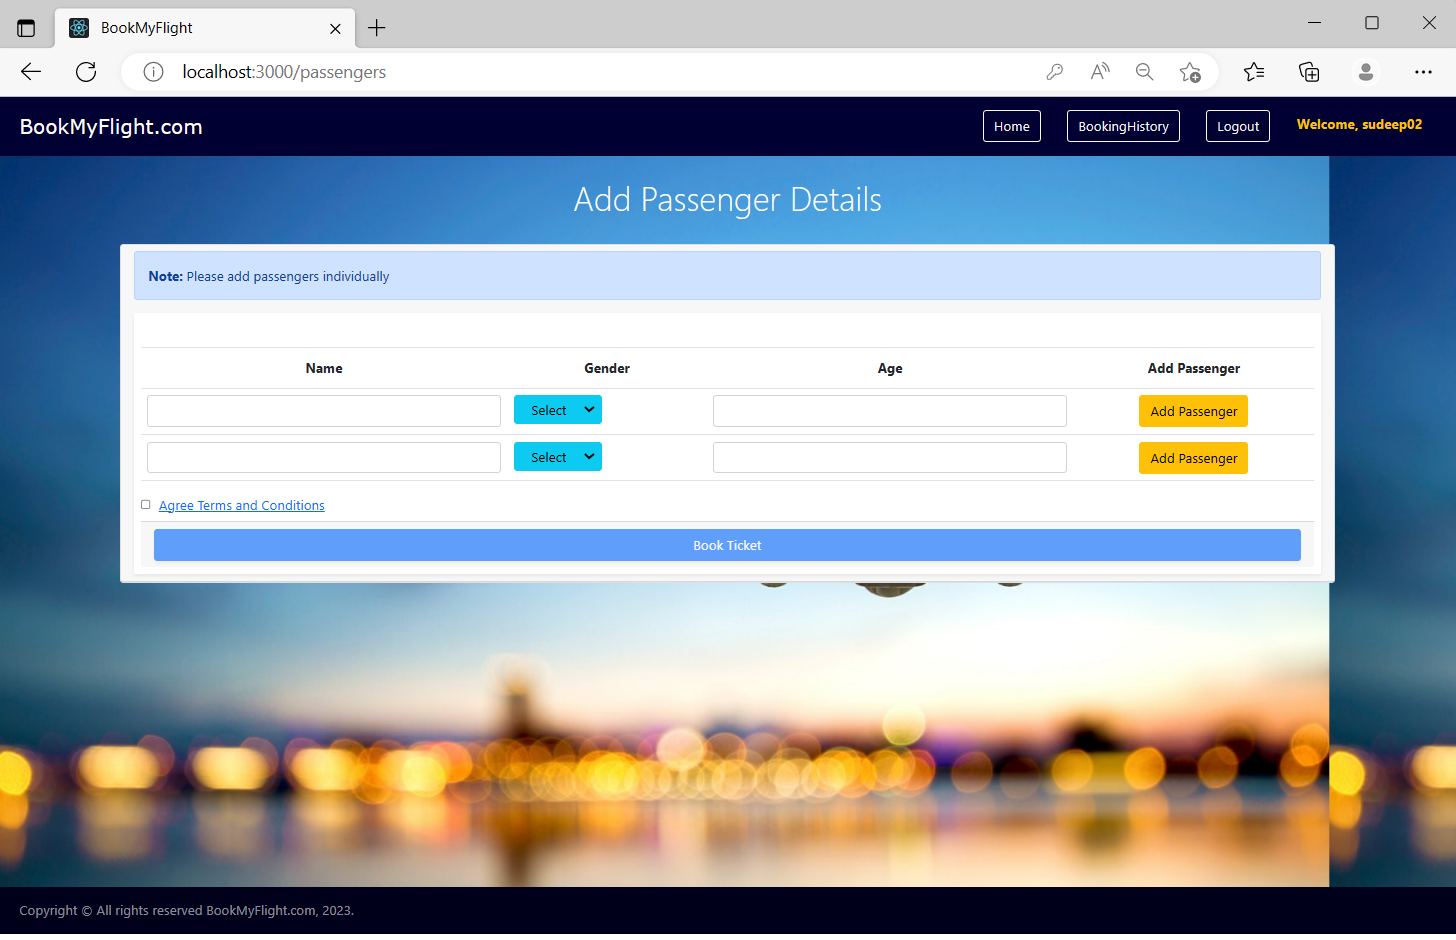 BookMyFlight
localhost:3000/passengers
BookMyFlight.com
Home
BookingHistory
Logout
Welcome, sudeep02
Add Passenger Details
Note: Please add passengers individually
Name Gender Age Add Passenger
Select Add Passenger
Select Add Passenger
Agree Terms and Conditions
Book Ticket
Copyright © All rights reserved BookMyFlight.com, 2023.